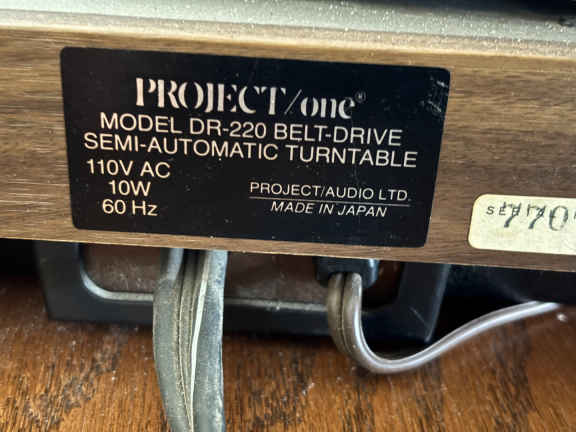 PROJECT/one®
MODEL DR-220 BELT-DRIVE
SEMI-AUTOMATIC TURNTABLE
110V AC
10W
60 Hz
PROJECT/AUDIO LTD.
MADE IN JAPAN